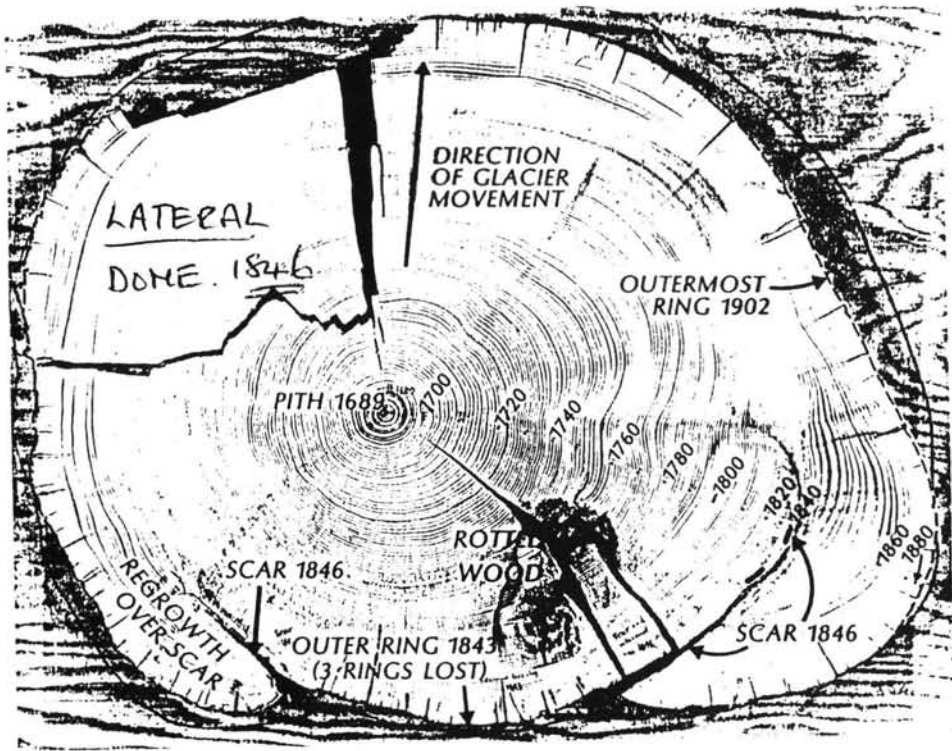 DIRECTION
OF GLACIER
MOVEMENT
LATERAL
DOME. 1846
OUTERMOST
RING 1902
PITH 1689
1700
1720
1740
1760
1780
1800
1820
1840
1860
1880
ROTTED
WOOD
SCAR 1846
REGROWTH
OVER SCAR
OUTER RING 1843
(3 RINGS LOST)
SCAR 1846